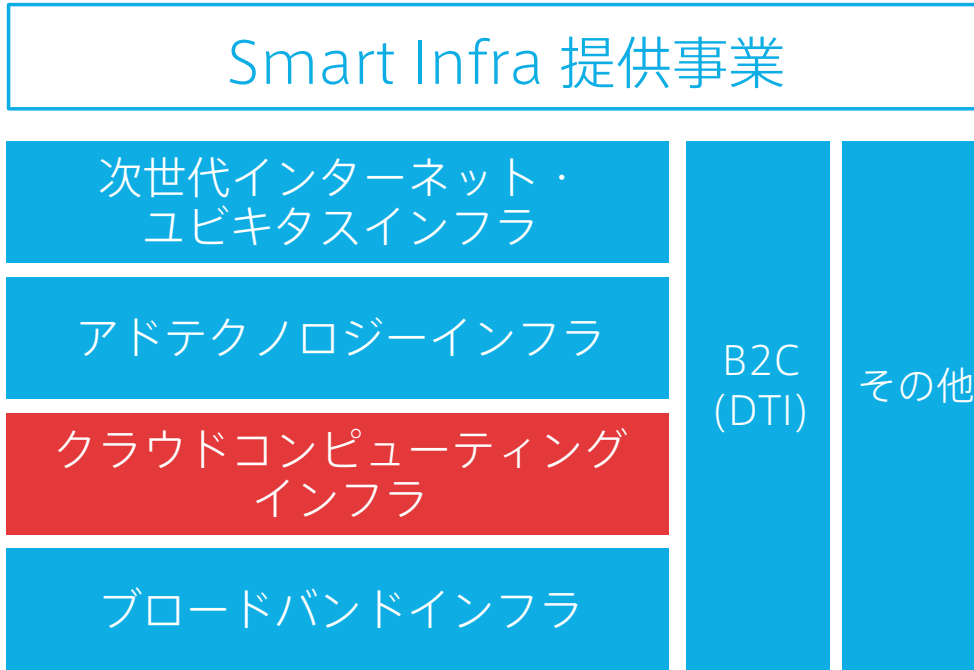 Smart Infra 提供事業
次世代インターネット・
ユビキタスインフラ
アドテクノロジーインフラ
クラウドコンピューティング
インフラ
ブロードバンドインフラ
B2C
(DTI)
その他